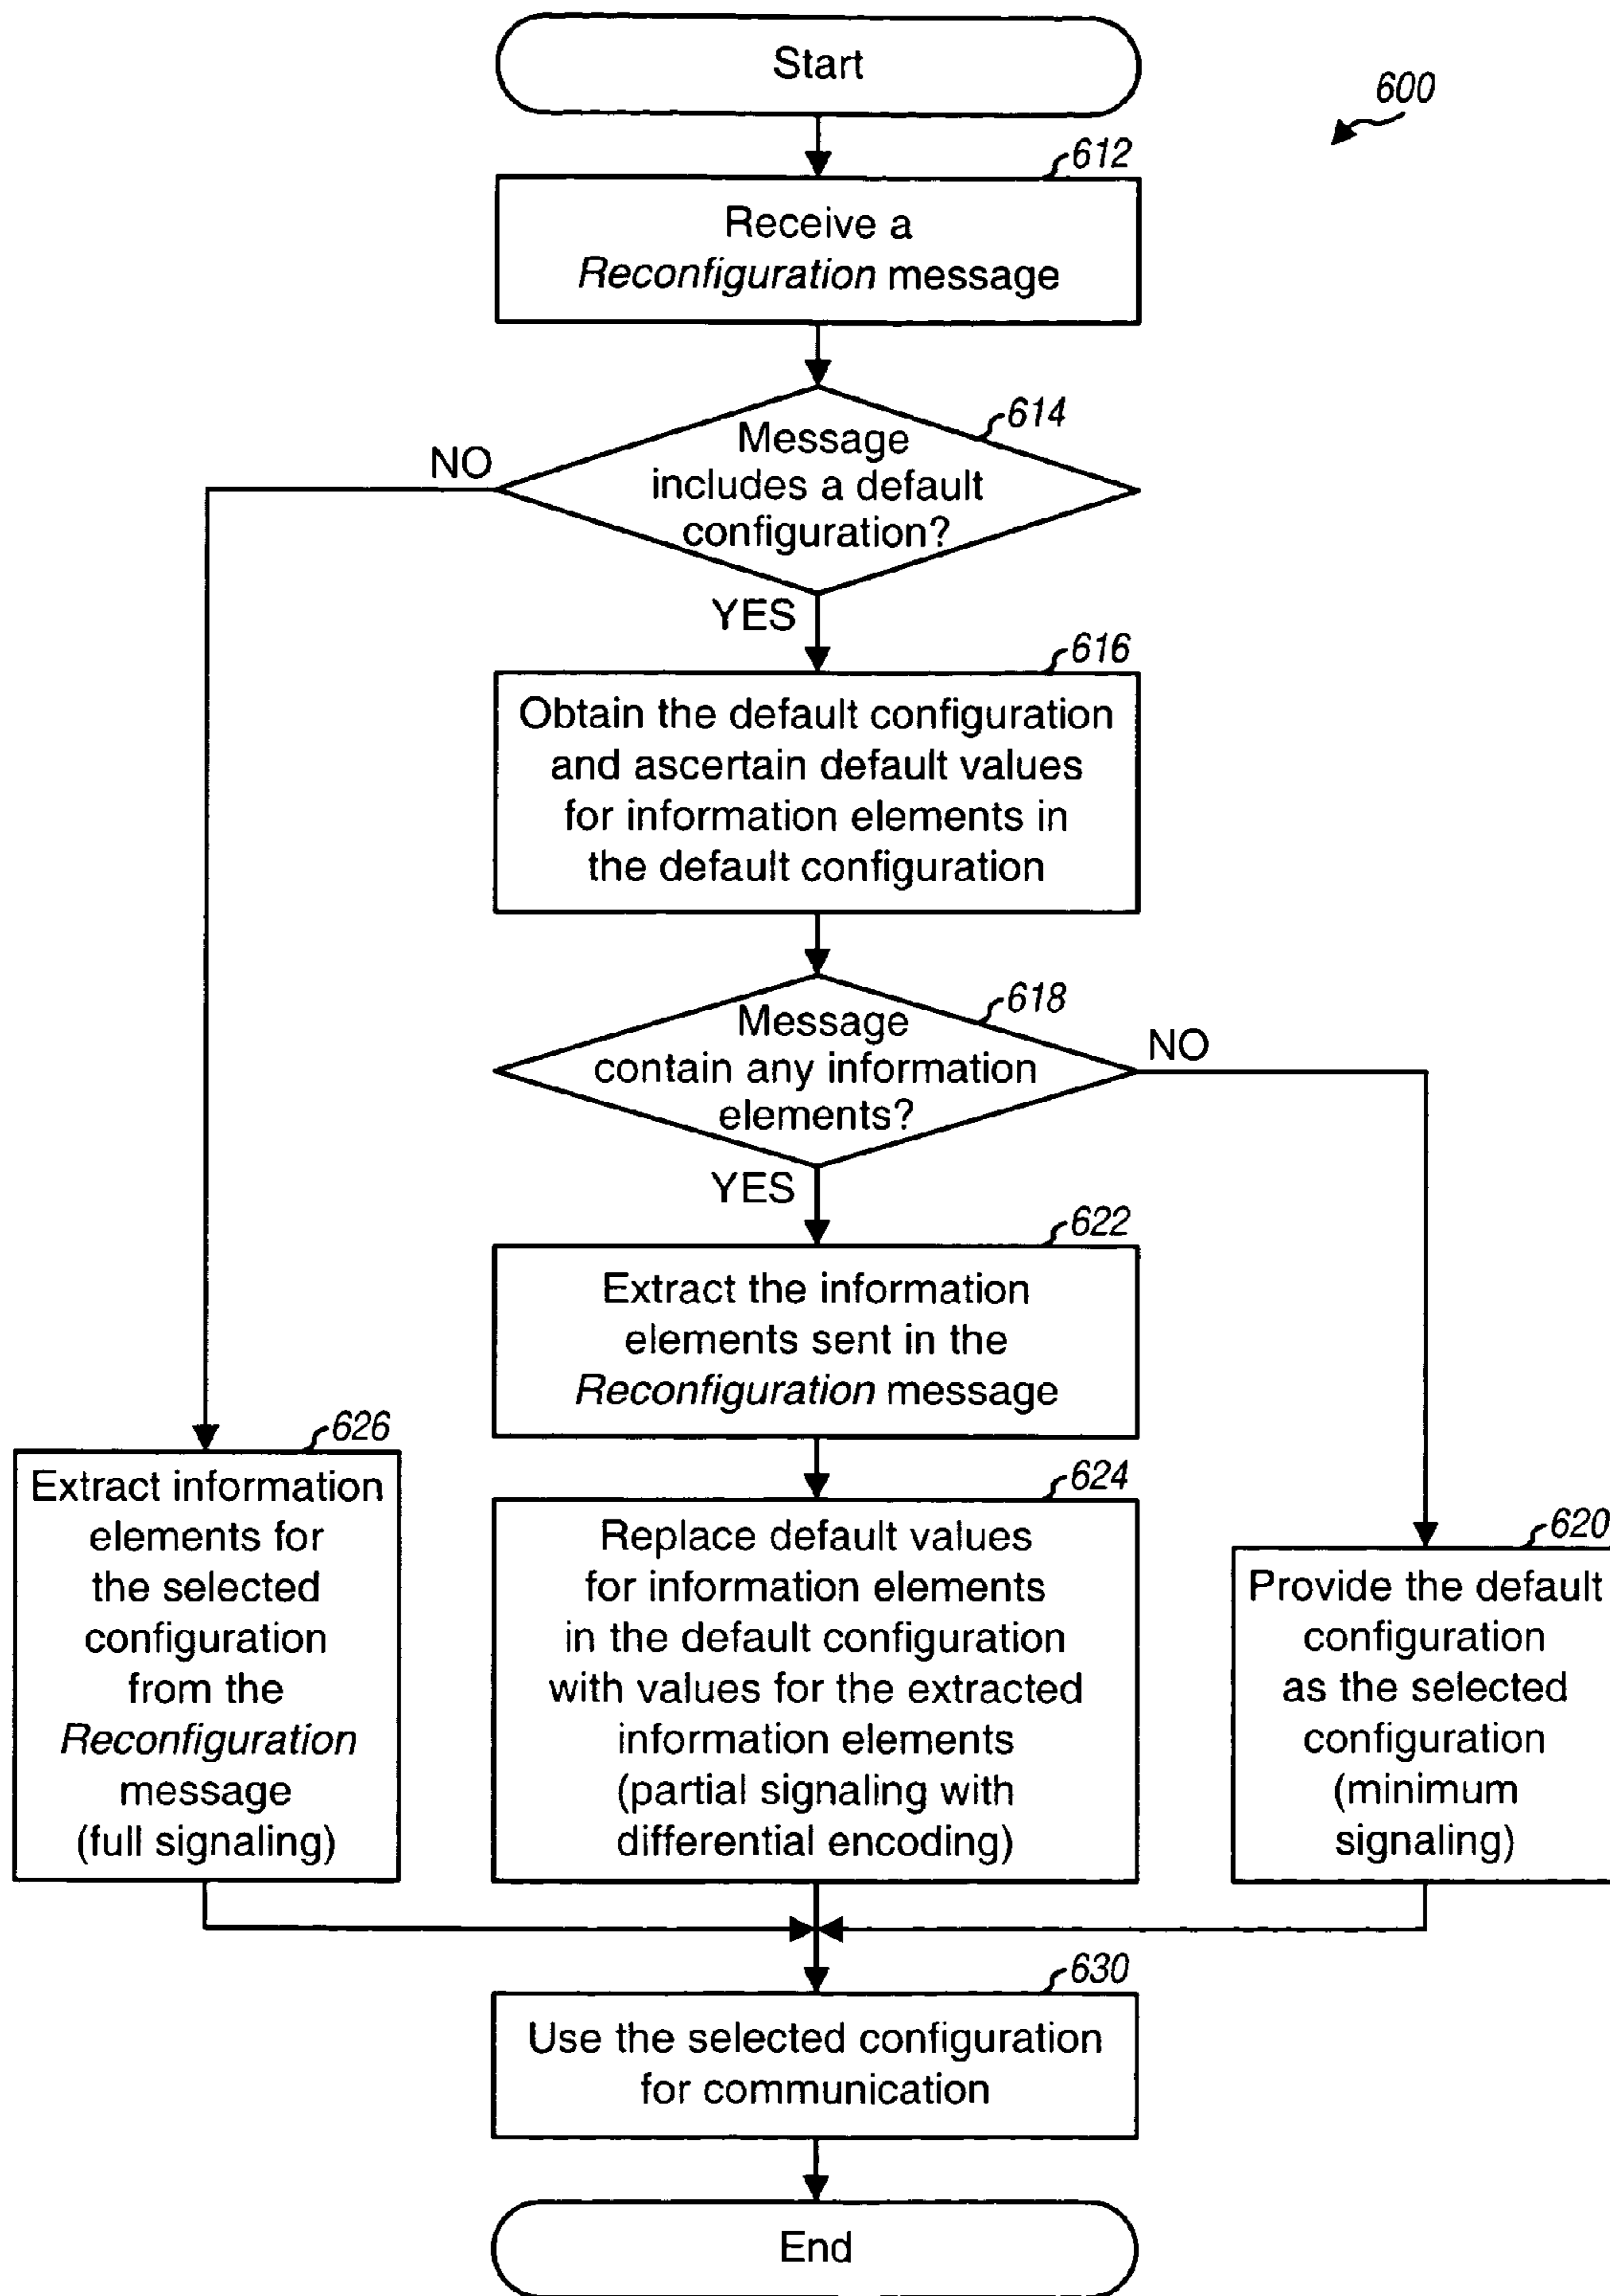 Start
600
612
Receive a
Reconfiguration message
614
Message
includes a default
configuration?
NO
YES
616
Obtain the default configuration
and ascertain default values
for information elements in
the default configuration
618
Message
contain any information
elements?
NO
YES
622
Extract the information
elements sent in the
Reconfiguration message
626
Extract information
elements for
the selected
configuration
from the
Reconfiguration
message
(full signaling)
624
Replace default values
for information elements
in the default configuration
with values for the extracted
information elements
(partial signaling with
differential encoding)
620
Provide the default
configuration
as the selected
configuration
(minimum
signaling)
630
Use the selected configuration
for communication
End